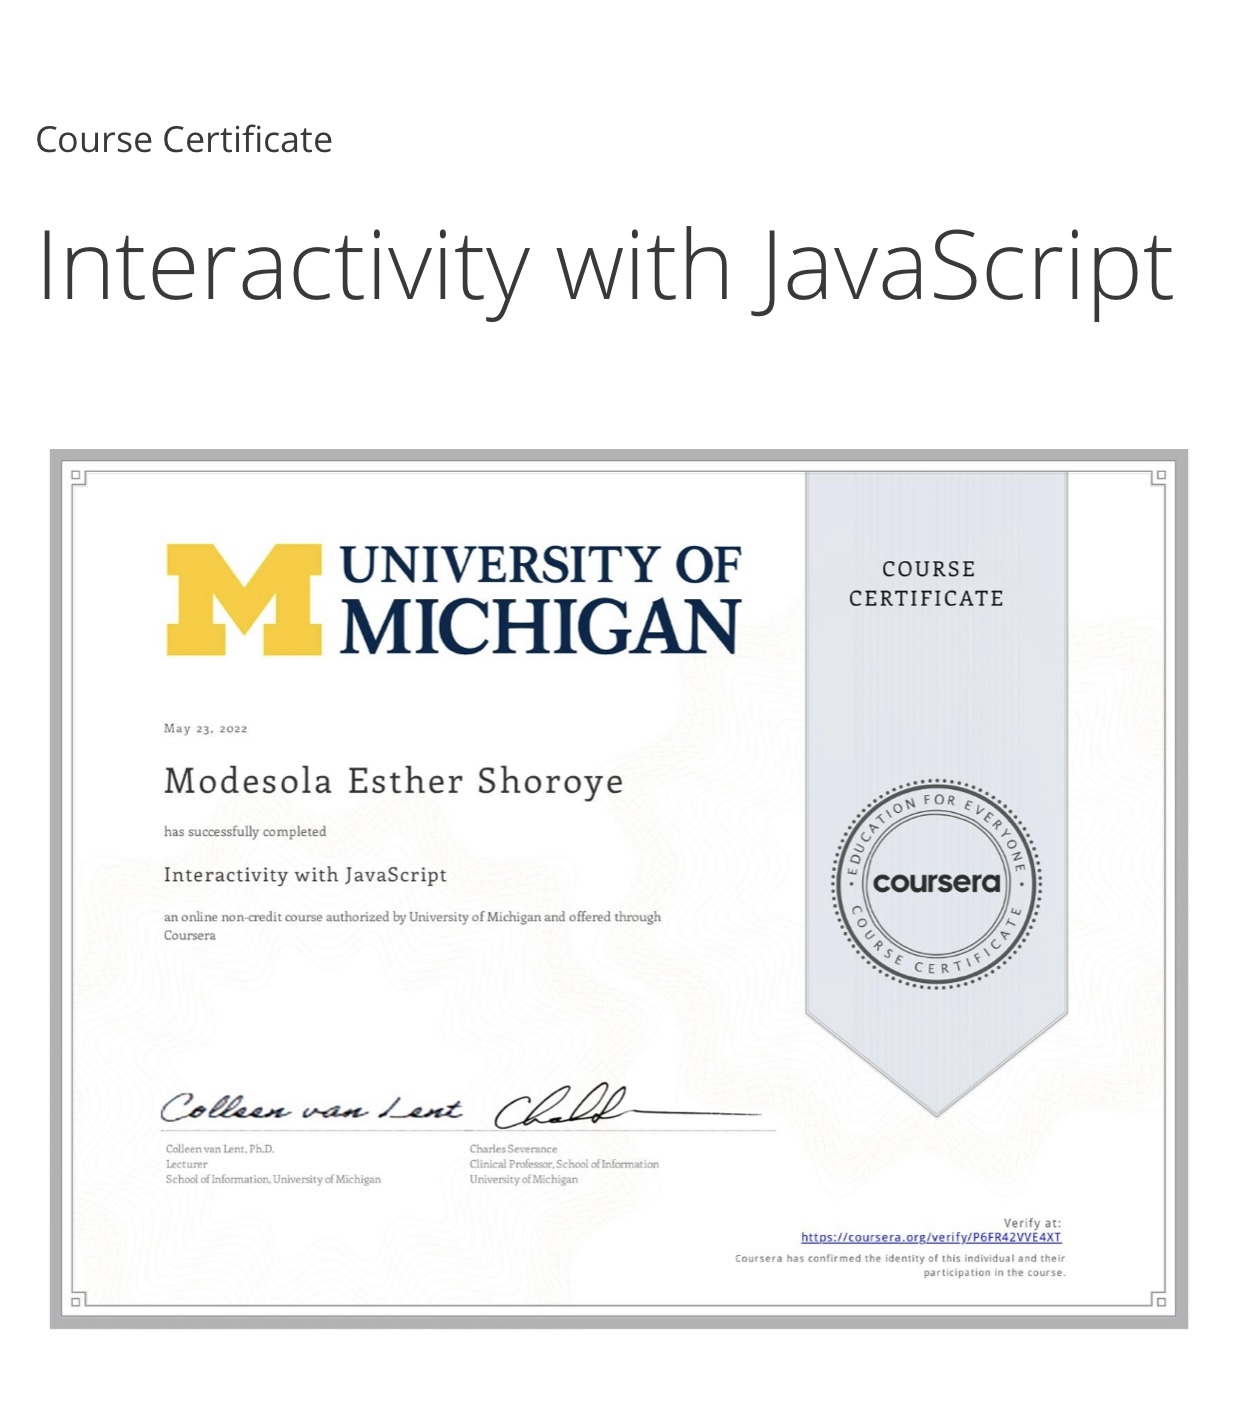 Course Certificate
Interactivity with JavaScript
UNIVERSITY OF
MICHIGAN
COURSE
CERTIFICATE
May 23, 2022
Modesola Esther Shoroye
has successfully completed
Interactivity with JavaScript
an online non-credit course authorized by University of Michigan and offered through
Coursera
EDUCATION FOR EVERYONE
coursera
COURSE CERTIFICATE
Colleen van Lent
Colleen van Lent, Ph.D.
Lecturer
School of Information, University of Michigan
Charles Severance
Clinical Professor, School of Information
University of Michigan
Verify at:
https://coursera.org/verify/P6FR42VVE4XT
Coursera has confirmed the identity of this individual and their
participation in the course.